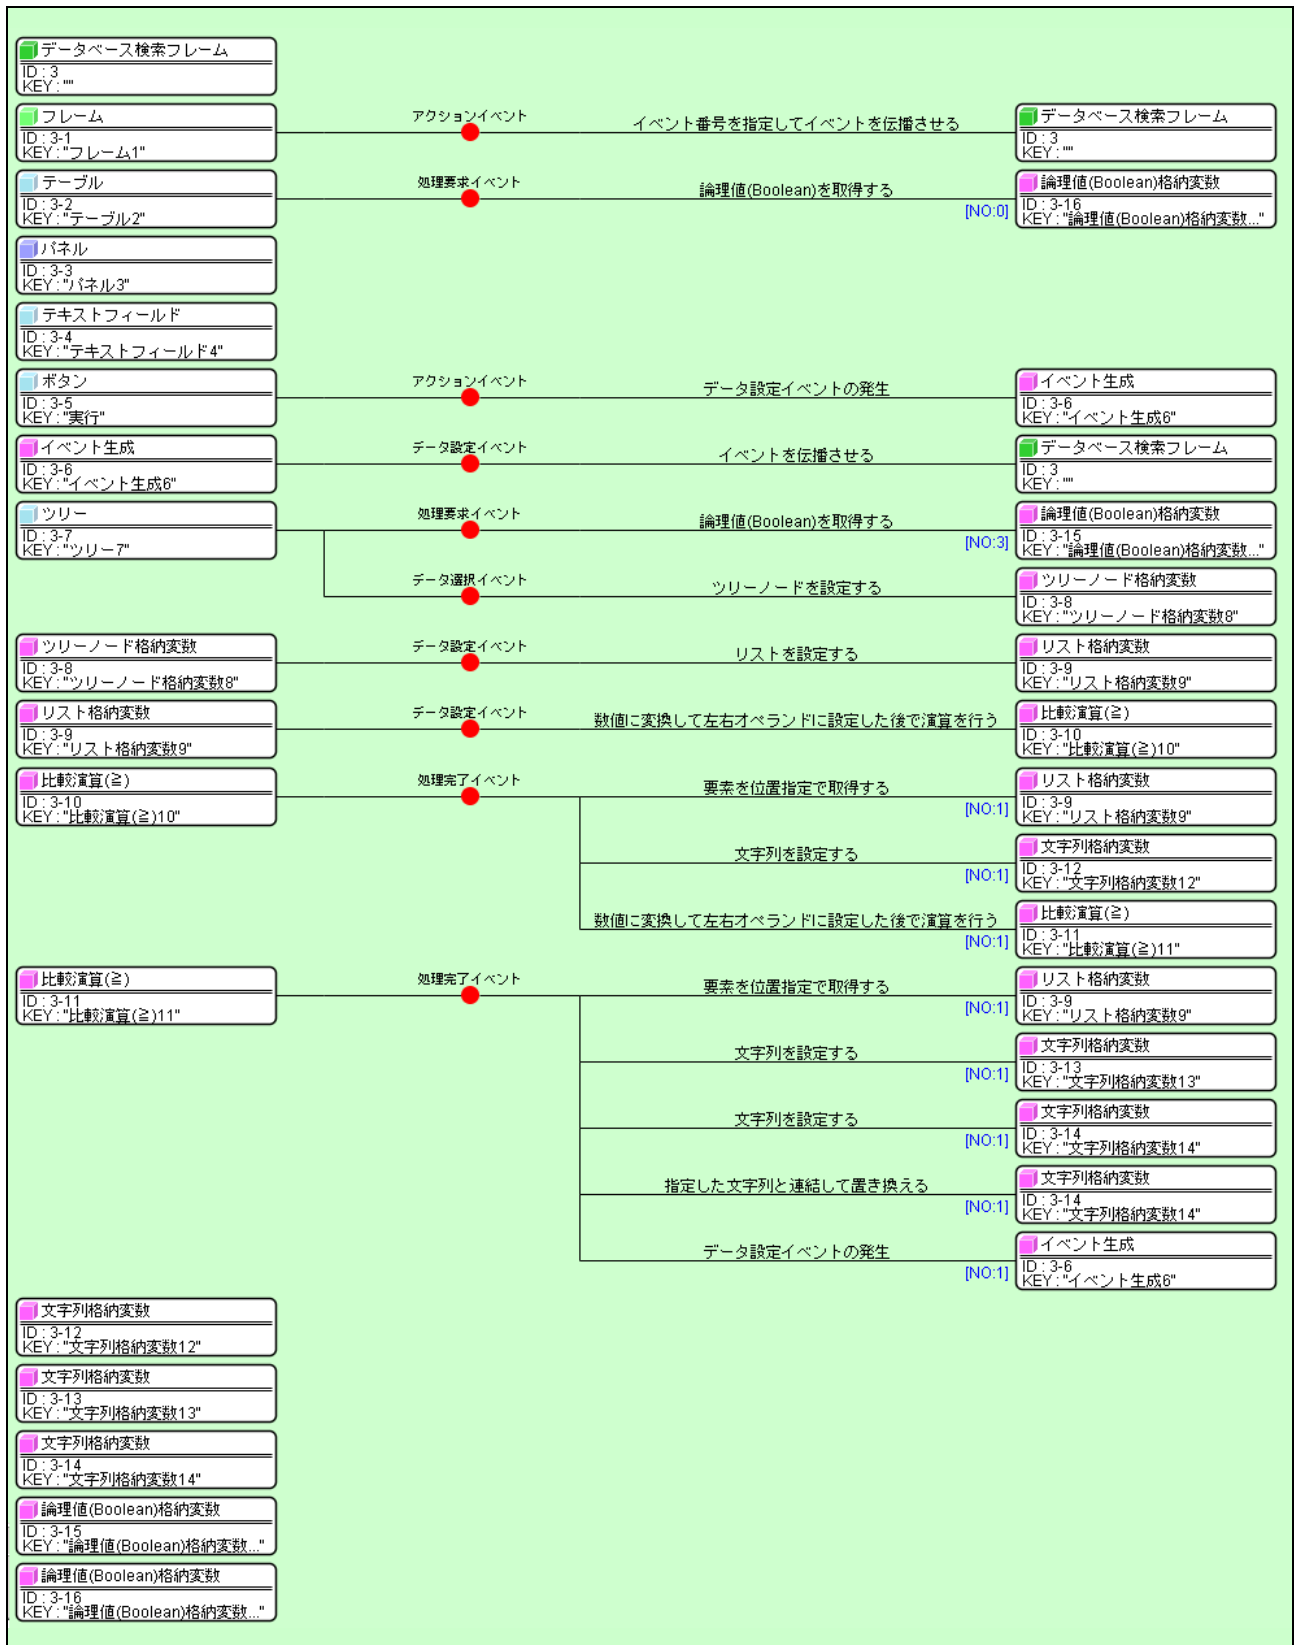 データベース検索フレーム
ID : 3
KEY : ""
フレーム
ID : 3-1
KEY : "フレーム1"
アクションイベント
イベント番号を指定してイベントを伝播させる
データベース検索フレーム
ID : 3
KEY : ""
テーブル
ID : 3-2
KEY : "テーブル2"
処理要求イベント
論理値(Boolean)を取得する
[NO:0]
論理値(Boolean)格納変数
ID : 3-16
KEY : "論理値(Boolean)格納変数..."
パネル
ID : 3-3
KEY : "パネル3"
テキストフィールド
ID : 3-4
KEY : "テキストフィールド4"
ボタン
ID : 3-5
KEY : "実行"
アクションイベント
データ設定イベントの発生
イベント生成
ID : 3-6
KEY : "イベント生成6"
イベント生成
ID : 3-6
KEY : "イベント生成6"
データ設定イベント
イベントを伝播させる
データベース検索フレーム
ID : 3
KEY : ""
ツリー
ID : 3-7
KEY : "ツリー7"
処理要求イベント
論理値(Boolean)を取得する
[NO:3]
論理値(Boolean)格納変数
ID : 3-15
KEY : "論理値(Boolean)格納変数..."
データ選択イベント
ツリーノードを設定する
ツリーノード格納変数
ID : 3-8
KEY : "ツリーノード格納変数8"
ツリーノード格納変数
ID : 3-8
KEY : "ツリーノード格納変数8"
データ設定イベント
リストを設定する
リスト格納変数
ID : 3-9
KEY : "リスト格納変数9"
リスト格納変数
ID : 3-9
KEY : "リスト格納変数9"
データ設定イベント
数値に変換して左右オペランドに設定した後で演算を行う
比較演算(≧)
ID : 3-10
KEY : "比較演算(≧)10"
比較演算(≧)
ID : 3-10
KEY : "比較演算(≧)10"
処理完了イベント
要素を位置指定で取得する
[NO:1]
リスト格納変数
ID : 3-9
KEY : "リスト格納変数9"
文字列を設定する
[NO:1]
文字列格納変数
ID : 3-12
KEY : "文字列格納変数12"
数値に変換して左右オペランドに設定した後で演算を行う
[NO:1]
比較演算(≧)
ID : 3-11
KEY : "比較演算(≧)11"
比較演算(≧)
ID : 3-11
KEY : "比較演算(≧)11"
処理完了イベント
要素を位置指定で取得する
[NO:1]
リスト格納変数
ID : 3-9
KEY : "リスト格納変数9"
文字列を設定する
[NO:1]
文字列格納変数
ID : 3-13
KEY : "文字列格納変数13"
文字列を設定する
[NO:1]
文字列格納変数
ID : 3-14
KEY : "文字列格納変数14"
指定した文字列と連結して置き換える
[NO:1]
文字列格納変数
ID : 3-14
KEY : "文字列格納変数14"
データ設定イベントの発生
[NO:1]
イベント生成
ID : 3-6
KEY : "イベント生成6"
文字列格納変数
ID : 3-12
KEY : "文字列格納変数12"
文字列格納変数
ID : 3-13
KEY : "文字列格納変数13"
文字列格納変数
ID : 3-14
KEY : "文字列格納変数14"
論理値(Boolean)格納変数
ID : 3-15
KEY : "論理値(Boolean)格納変数..."
論理値(Boolean)格納変数
ID : 3-16
KEY : "論理値(Boolean)格納変数..."